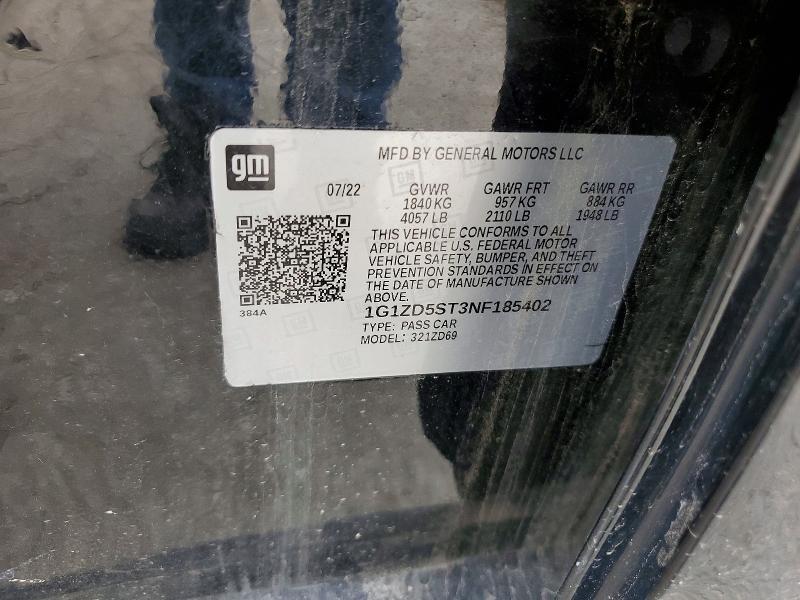 gm
MFD BY GENERAL MOTORS LLC
07/22 GVWR GAWR FRT GAWR RR
1840 KG 957 KG 884 KG
4057 LB 2110 LB 1948 LB
THIS VEHICLE CONFORMS TO ALL
APPLICABLE U.S. FEDERAL MOTOR
VEHICLE SAFETY, BUMPER, AND THEFT
PREVENTION STANDARDS IN EFFECT ON
THE DATE OF MANUFACTURE SHOWN
ABOVE.
384A
1G1ZD5ST3NF185402
TYPE: PASS CAR
MODEL: 321ZD69